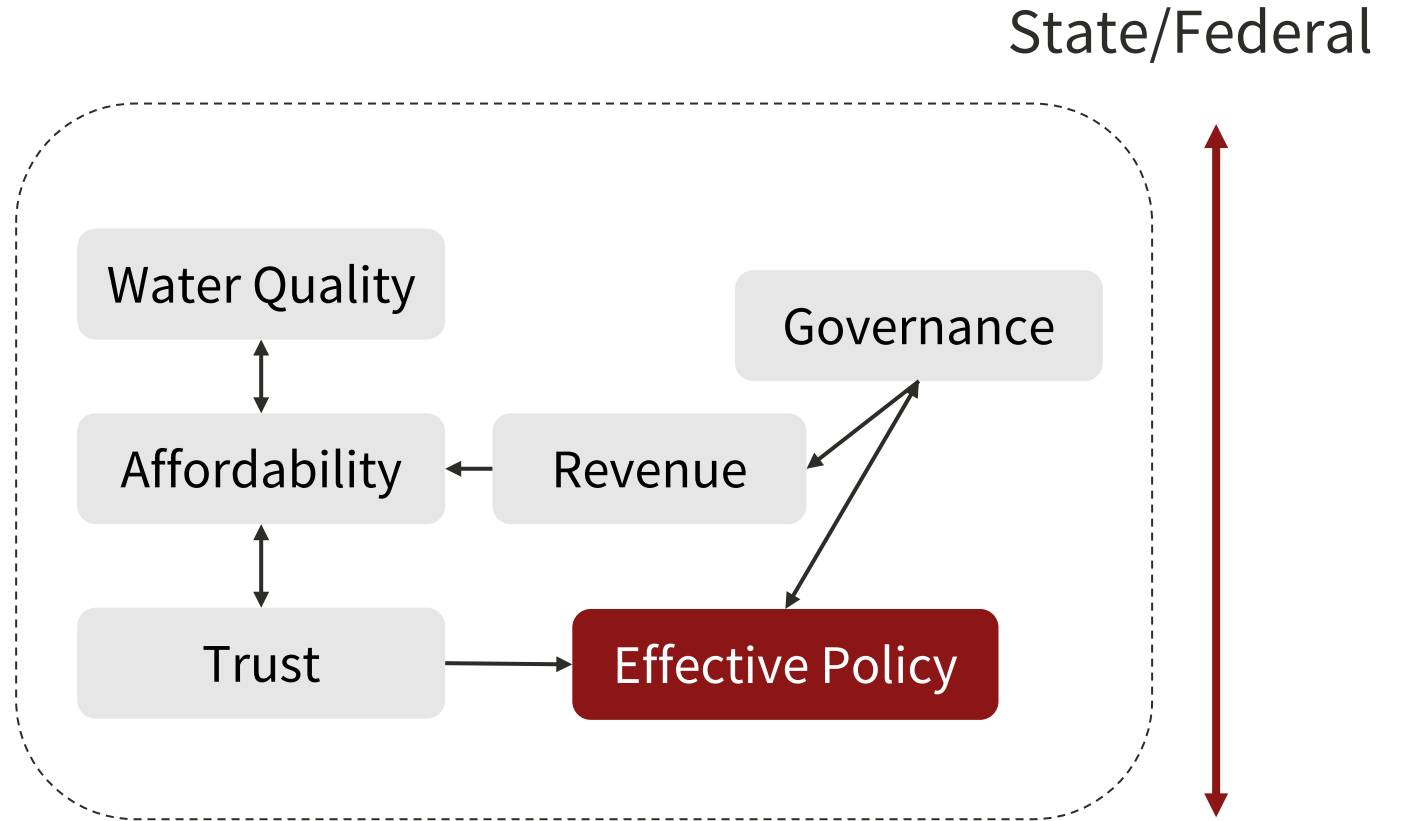 State/Federal
Water Quality
Governance
Affordability
Revenue
Trust
Effective Policy